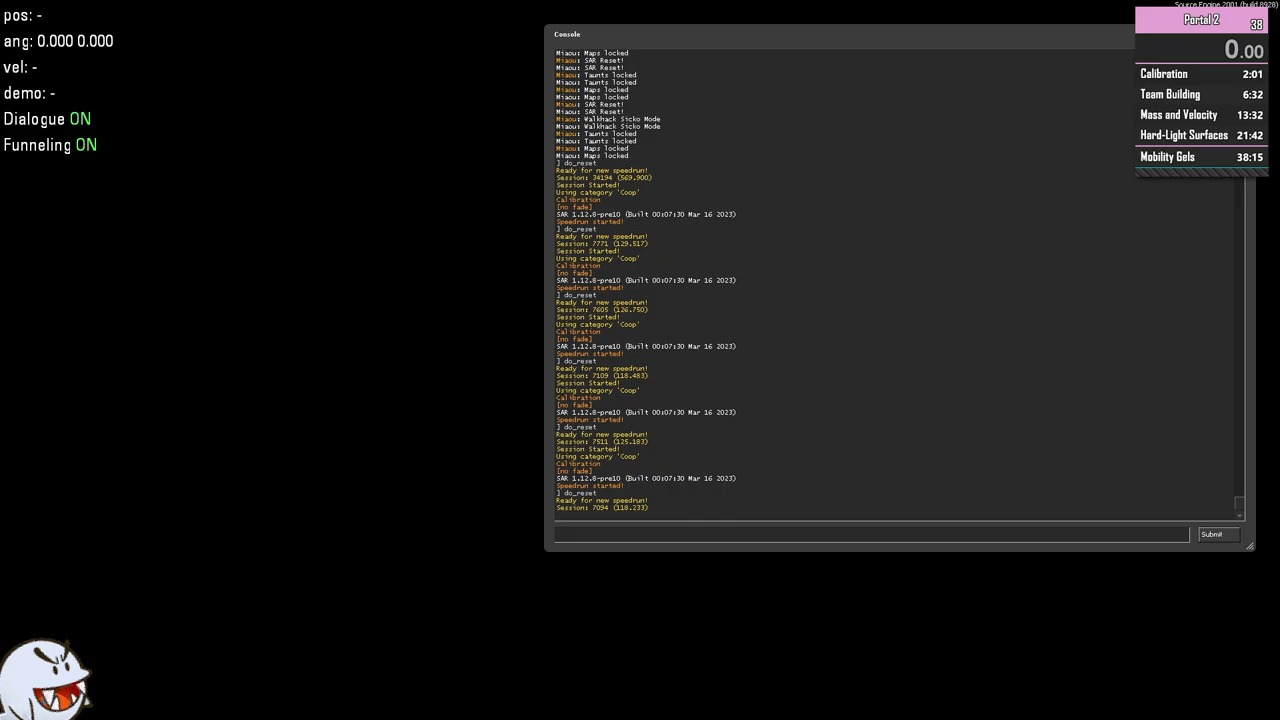 pos: -
ang: 0.000 0.000
vel: -
demo: -
Dialogue ON
Funneling ON
Source Engine 2001 (build 8928)
Portal 2
38
0.00
Calibration 2:01
Team Building 6:32
Mass and Velocity 13:32
Hard-Light Surfaces 21:42
Mobility Gels 38:15
Console
Miaou: Maps locked
Miaou: SAR Reset!
Miaou: SAR Reset!
Miaou: Taunts locked
Miaou: Taunts locked
Miaou: Maps locked
Miaou: Maps locked
Miaou: SAR Reset!
Miaou: SAR Reset!
Miaou: Walkhack Sicko Mode
Miaou: Walkhack Sicko Mode
Miaou: Taunts locked
Miaou: Taunts locked
Miaou: Maps locked
Miaou: Maps locked
] do_reset
Ready for new speedrun!
Session: 34194 (569.900)
Session Started!
Using category 'Coop'
Calibration
[no fade]
SAR 1.12.8-pre10 (Built 00:07:30 Mar 16 2023)
Speedrun started!
] do_reset
Ready for new speedrun!
Session: 7771 (129.517)
Session Started!
Using category 'Coop'
Calibration
[no fade]
SAR 1.12.8-pre10 (Built 00:07:30 Mar 16 2023)
Speedrun started!
] do_reset
Ready for new speedrun!
Session: 7605 (126.750)
Session Started!
Using category 'Coop'
Calibration
[no fade]
SAR 1.12.8-pre10 (Built 00:07:30 Mar 16 2023)
Speedrun started!
] do_reset
Ready for new speedrun!
Session: 7109 (118.483)
Session Started!
Using category 'Coop'
Calibration
[no fade]
SAR 1.12.8-pre10 (Built 00:07:30 Mar 16 2023)
Speedrun started!
] do_reset
Ready for new speedrun!
Session: 7511 (125.183)
Session Started!
Using category 'Coop'
Calibration
[no fade]
SAR 1.12.8-pre10 (Built 00:07:30 Mar 16 2023)
Speedrun started!
] do_reset
Ready for new speedrun!
Session: 7094 (118.233)
Submit